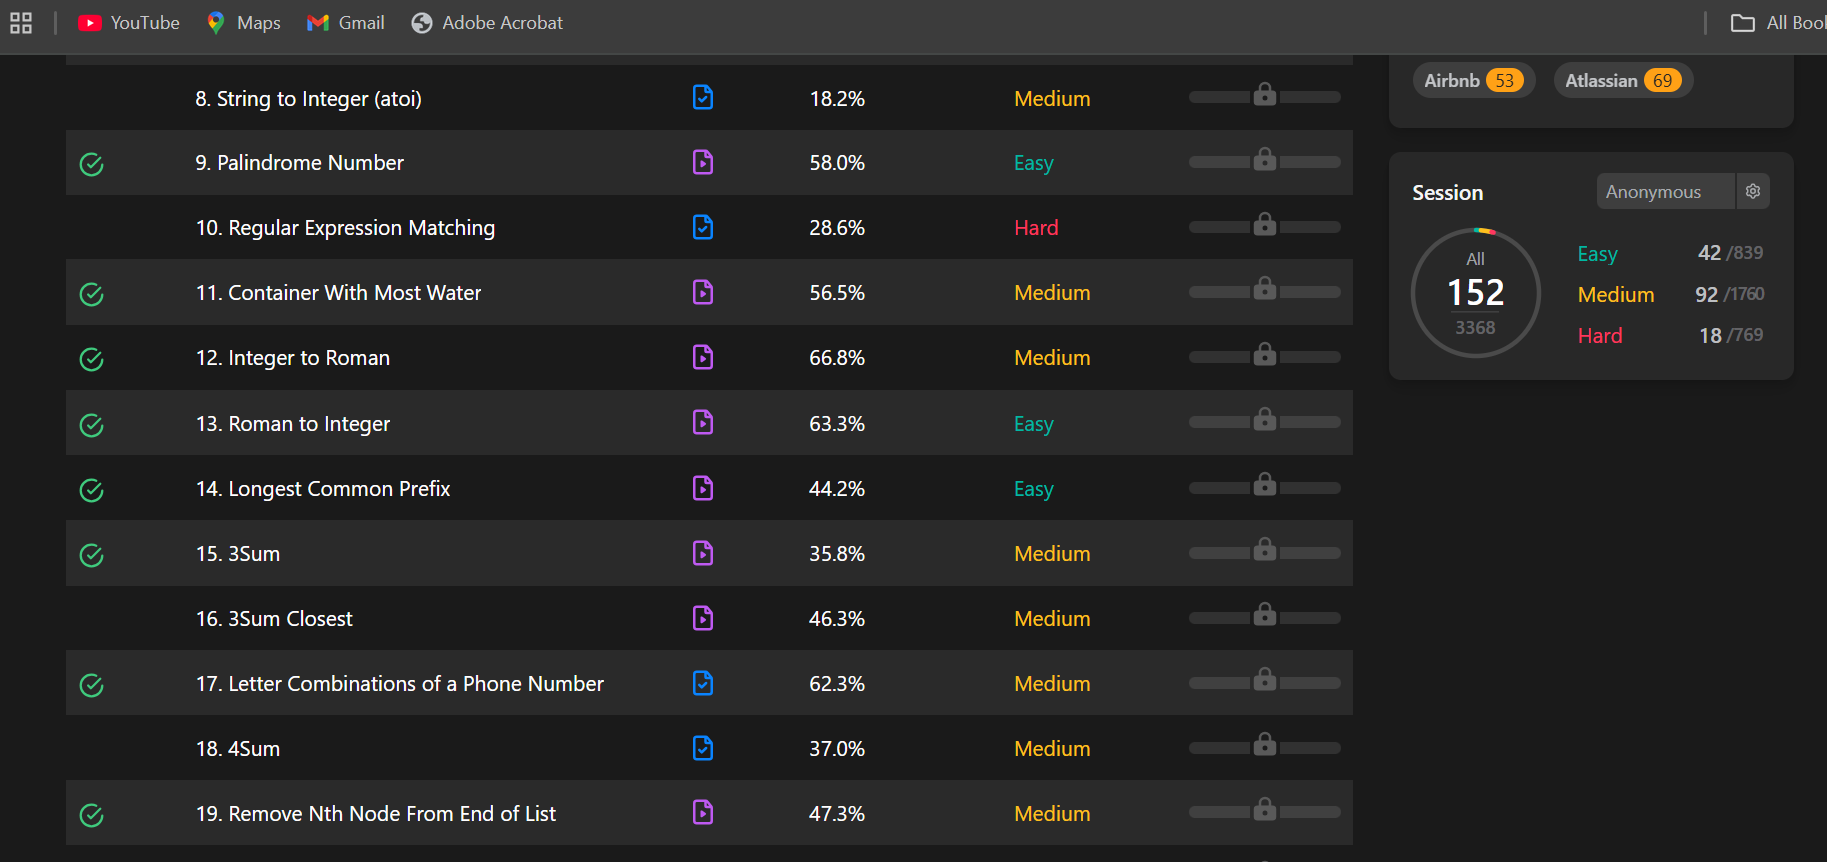 YouTube Maps Gmail Adobe Acrobat All Bool
Airbnb 53 Atlassian 69
8. String to Integer (atoi) 18.2% Medium
9. Palindrome Number 58.0% Easy
10. Regular Expression Matching 28.6% Hard
11. Container With Most Water 56.5% Medium
12. Integer to Roman 66.8% Medium
13. Roman to Integer 63.3% Easy
14. Longest Common Prefix 44.2% Easy
15. 3Sum 35.8% Medium
16. 3Sum Closest 46.3% Medium
17. Letter Combinations of a Phone Number 62.3% Medium
18. 4Sum 37.0% Medium
19. Remove Nth Node From End of List 47.3% Medium
Session Anonymous
All
152
3368
Easy 42 /839
Medium 92 /1760
Hard 18 /769